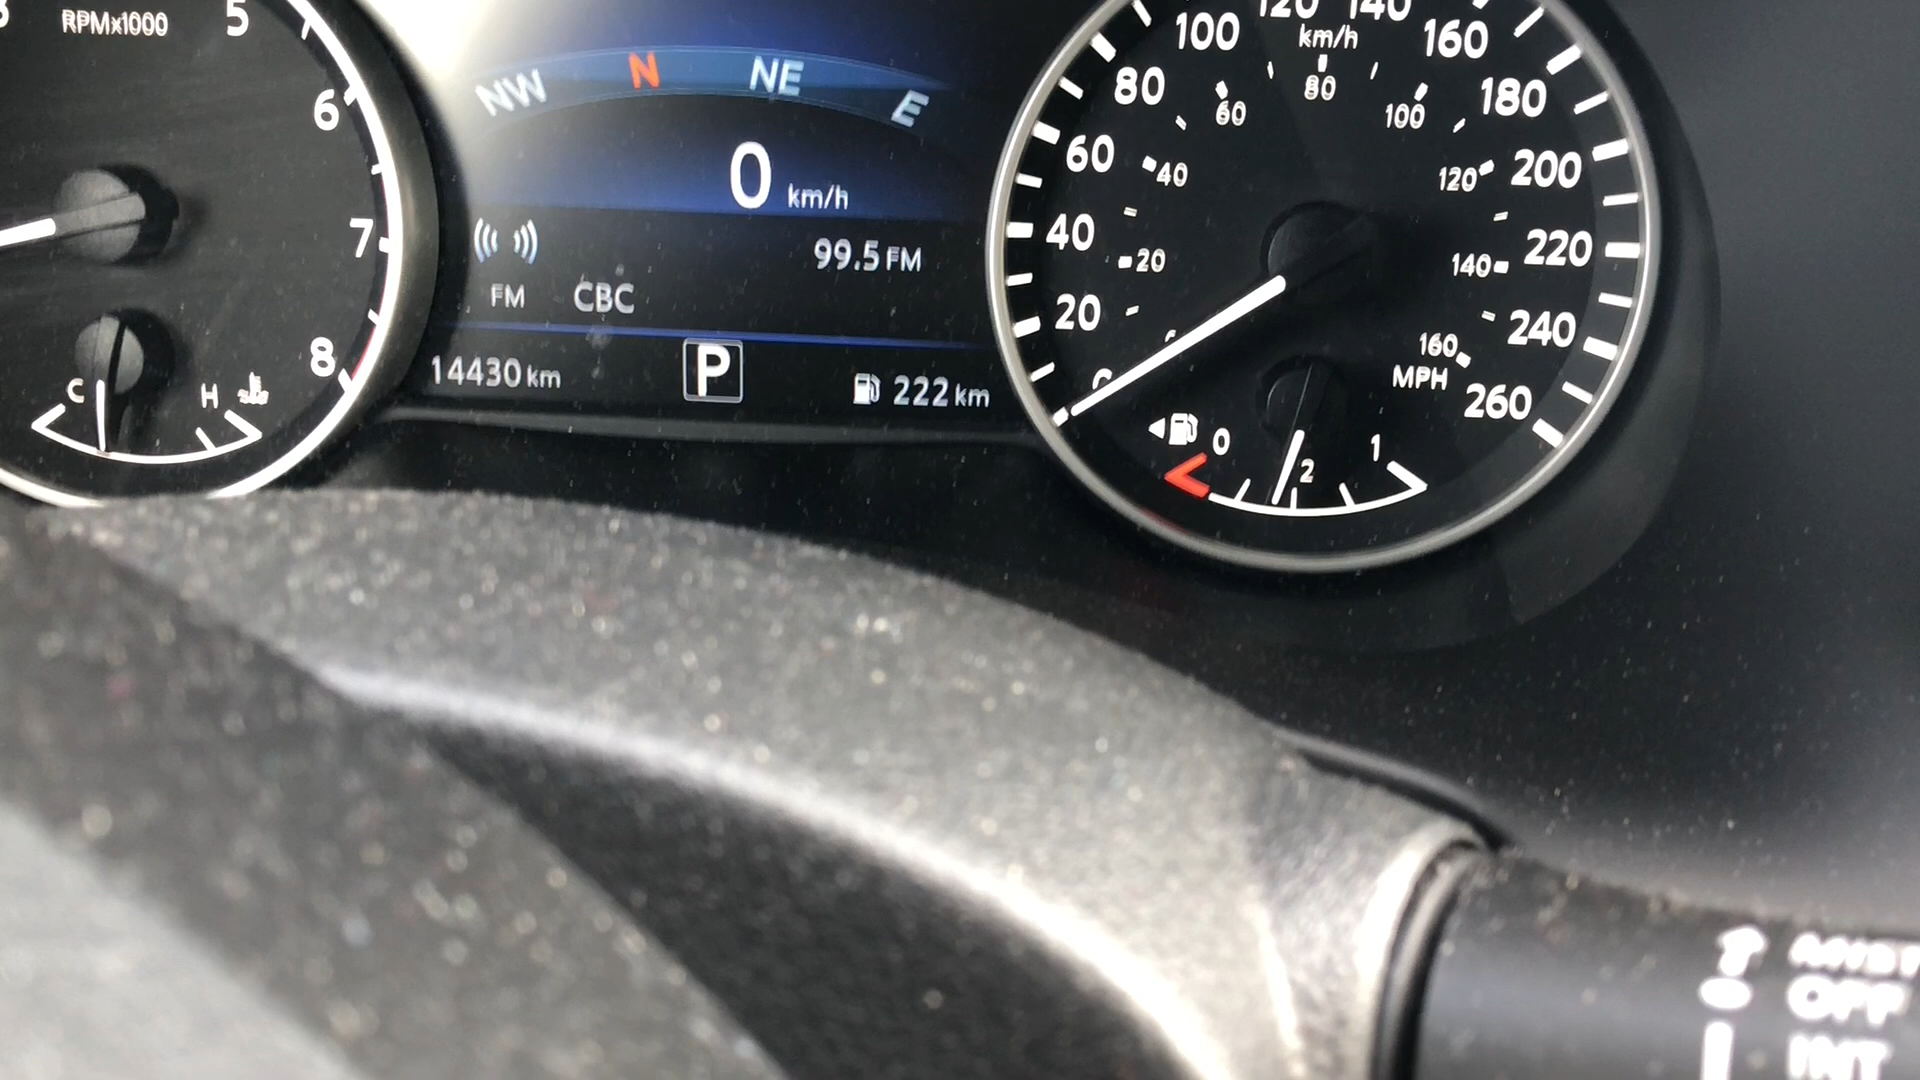 RPMx1000
5
6
7
8
C
H
NW N NE E
0 km/h
99.5 FM
FM CBC
14430 km
P
222 km
20
40
60
80
100
120
140
160
180
200
220
240
260
km/h
20
40
60
80
100
120
140
160
MPH
0
2
1
OFF
INT